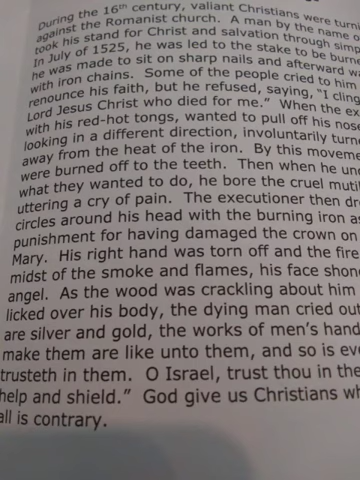 During the 16th century, valiant Christians were turn
against the Romanist church. A man by the name o
took his stand for Christ and salvation through simp
In July of 1525, he was led to the stake to be burne
he was made to sit on sharp nails and afterward wa
with iron chains. Some of the people cried to him
renounce his faith, but he refused, saying, "I cling
Lord Jesus Christ who died for me." When the ex
with his red-hot tongs, wanted to pull off his nose
looking in a different direction, involuntarily turne
away from the heat of the iron. By this moveme
were burned off to the teeth. Then when he un
what they wanted to do, he bore the cruel muti
uttering a cry of pain. The executioner then dr
circles around his head with the burning iron as
punishment for having damaged the crown on
Mary. His right hand was torn off and the fire
midst of the smoke and flames, his face shon
angel. As the wood was crackling about him
licked over his body, the dying man cried out
are silver and gold, the works of men's hand
make them are like unto them, and so is eve
trusteth in them. O Israel, trust thou in the
help and shield." God give us Christians wh
all is contrary.